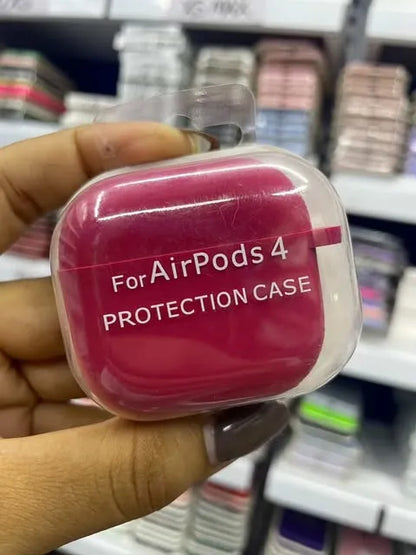 For AirPods 4
PROTECTION CASE